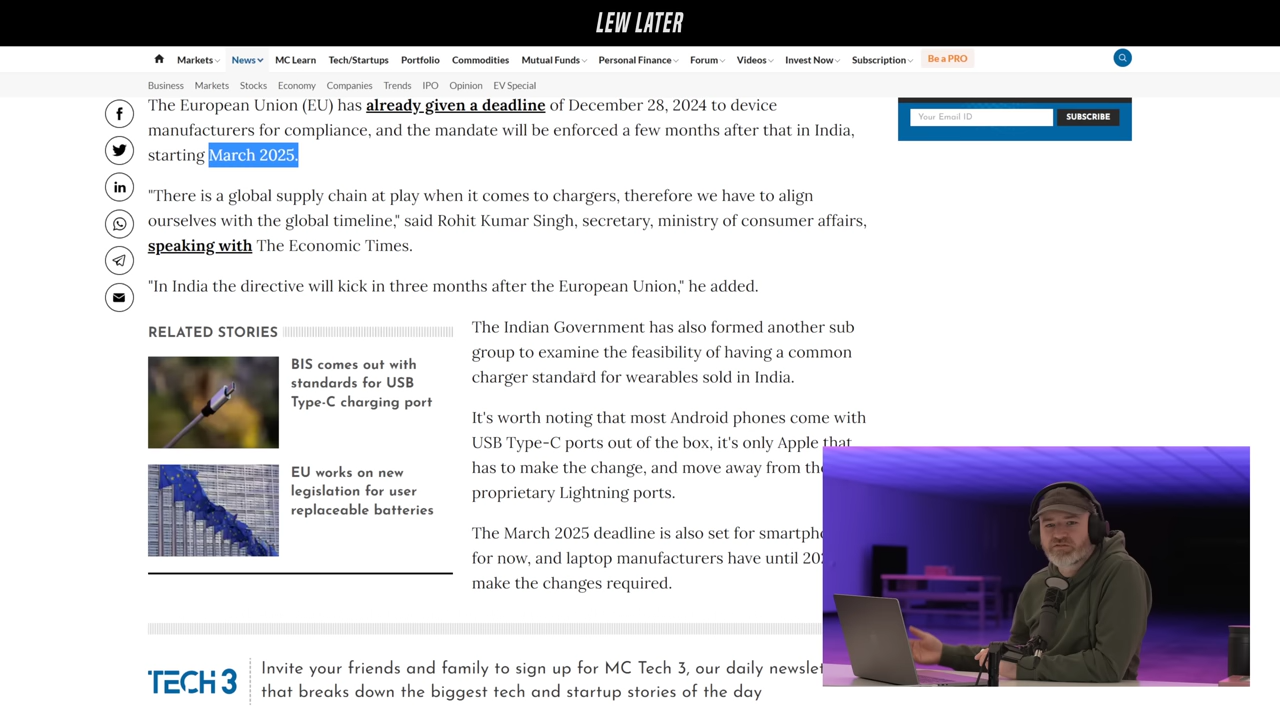 LEW LATER
Markets News MC Learn Tech/Startups Portfolio Commodities Mutual Funds Personal Finance Forum Videos Invest Now Subscription Be a PRO
Business Markets Stocks Economy Companies Trends IPO Opinion EV Special
The European Union (EU) has already given a deadline of December 28, 2024 to device
manufacturers for compliance, and the mandate will be enforced a few months after that in India,
starting March 2025.
Your Email ID SUBSCRIBE
"There is a global supply chain at play when it comes to chargers, therefore we have to align
ourselves with the global timeline," said Rohit Kumar Singh, secretary, ministry of consumer affairs,
speaking with The Economic Times.
"In India the directive will kick in three months after the European Union," he added.
RELATED STORIES
BIS comes out with
standards for USB
Type-C charging port
EU works on new
legislation for user
replaceable batteries
The Indian Government has also formed another sub
group to examine the feasibility of having a common
charger standard for wearables sold in India.
It's worth noting that most Android phones come with
USB Type-C ports out of the box, it's only Apple that
has to make the change, and move away from
proprietary Lightning ports.
The March 2025 deadline is also set for
for now, and laptop manufacturers have until
make the changes required.
TECH 3
Invite your friends and family to sign up for MC Tech 3, our daily
that breaks down the biggest tech and startup stories of the day